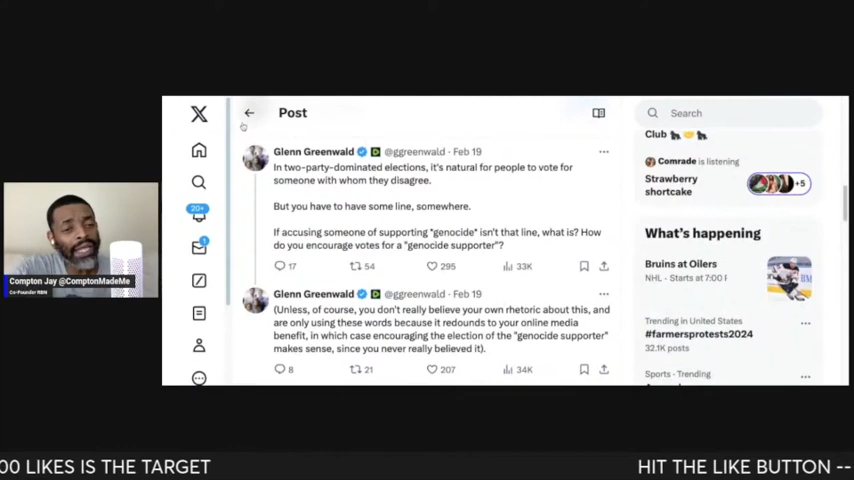 Post
Search
Glenn Greenwald @ggreenwald · Feb 19
In two-party-dominated elections, it's natural for people to vote for
someone with whom they disagree.
But you have to have some line, somewhere.
If accusing someone of supporting *genocide* isn't that line, what is? How
do you encourage votes for a "genocide supporter"?
17 54 295 33K
Glenn Greenwald @ggreenwald · Feb 19
(Unless, of course, you don't really believe your own rhetoric about this, and
are only using these words because it redounds to your online media
benefit, in which case encouraging the election of the "genocide supporter"
makes sense, since you never really believed it).
8 21 207 34K
20+
1
Club
Comrade is listening
Strawberry
shortcake
+5
What's happening
Bruins at Oilers
NHL - Starts at 7:00
Trending in United States
#farmersprotests2024
32.1K posts
Sports · Trending
Compton Jay @ComptonMadeMe
Co-Founder RBN
00 LIKES IS THE TARGET
HIT THE LIKE BUTTON --